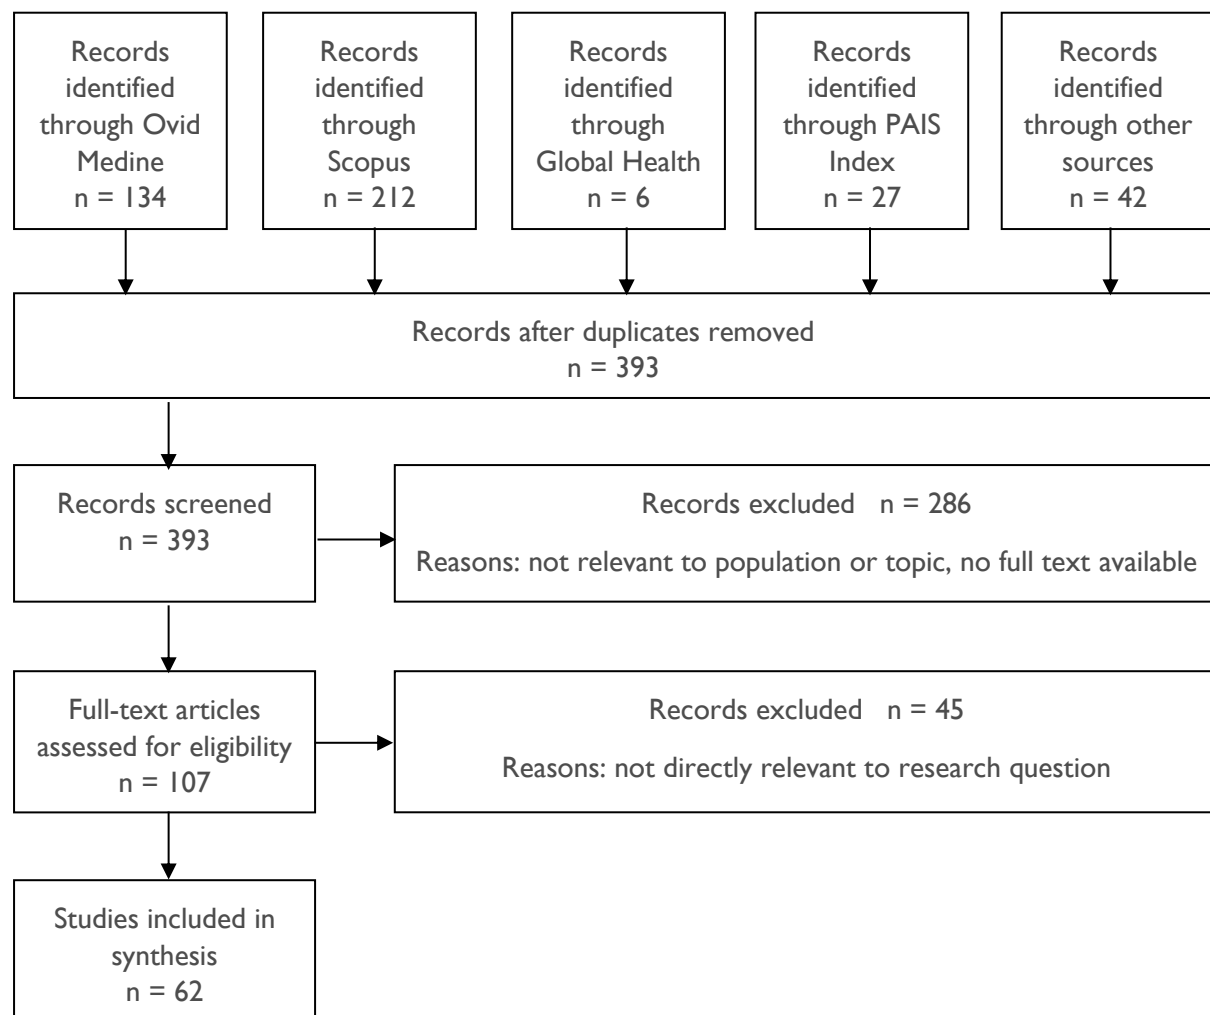 Records
identified
through Ovid
Medine
n = 134
Records
identified
through
Scopus
n = 212
Records
identified
through
Global Health
n = 6
Records
identified
through PAIS
Index
n = 27
Records
identified
through other
sources
n = 42
Records after duplicates removed
n = 393
Records screened
n = 393
Records excluded n = 286
Reasons: not relevant to population or topic, no full text available
Full-text articles
assessed for eligibility
n = 107
Records excluded n = 45
Reasons: not directly relevant to research question
Studies included in
synthesis
n = 62